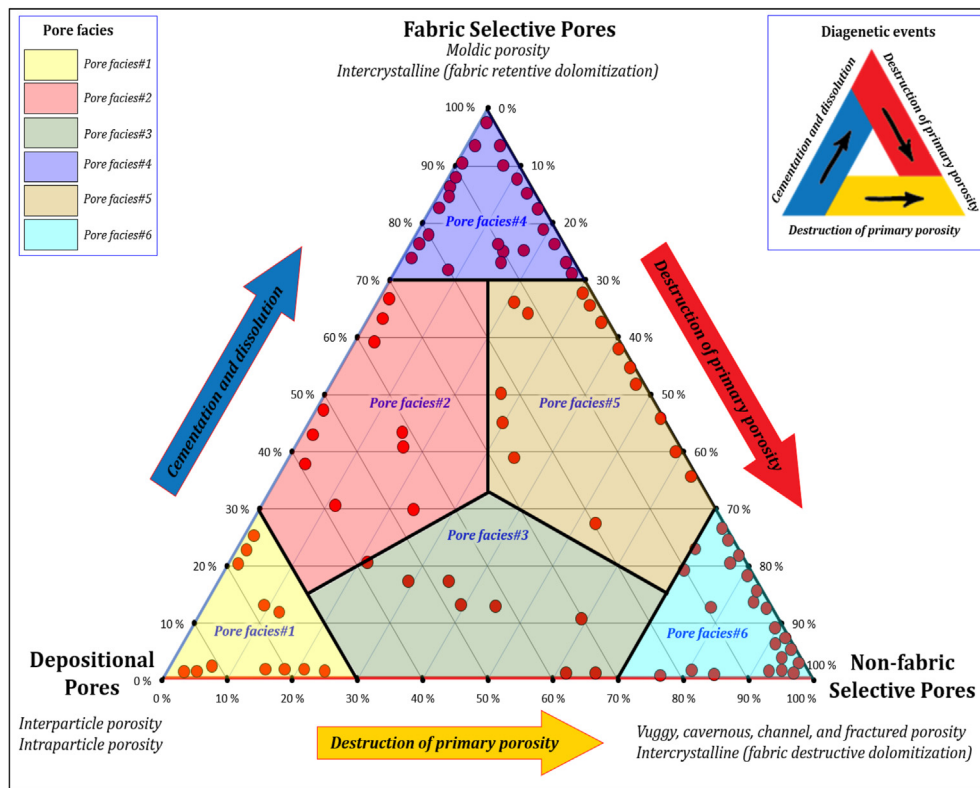 Pore facies
Pore facies#1
Pore facies#2
Pore facies#3
Pore facies#4
Pore facies#5
Pore facies#6
Fabric Selective Pores
Moldic porosity
Intercrystalline (fabric retentive dolomitization)
Diagenetic events
Cementation and dissolution
Destruction of primary porosity
Destruction of primary porosity
100 %
0 %
90 %
10 %
80 %
20 %
70 %
30 %
60 %
40 %
50 %
50 %
40 %
60 %
30 %
70 %
20 %
80 %
10 %
90 %
0 %
100 %
Pore facies#4
Pore facies#2
Pore facies#5
Pore facies#3
Pore facies#1
Pore facies#6
Cementation and dissolution
Destruction of primary porosity
Depositional
Pores
Non-fabric
Selective Pores
0%
10%
20%
30%
40%
50%
60%
70%
80%
90%
100%
Interparticle porosity
Intraparticle porosity
Destruction of primary porosity
Vuggy, cavernous, channel, and fractured porosity
Intercrystalline (fabric destructive dolomitization)